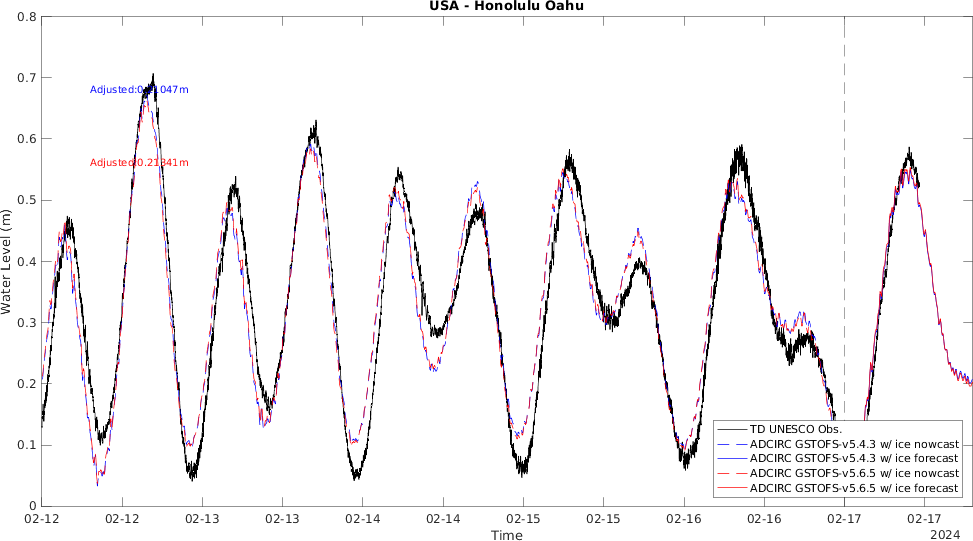 USA - Honolulu Oahu
0.8
0.7
0.6
0.5
0.4
0.3
0.2
0.1
0
Water Level (m)
Adjusted:0.21047m
Adjusted:0.21341m
TD UNESCO Obs.
ADCIRC GSTOFS-v5.4.3 w/ ice nowcast
ADCIRC GSTOFS-v5.4.3 w/ ice forecast
ADCIRC GSTOFS-v5.6.5 w/ ice nowcast
ADCIRC GSTOFS-v5.6.5 w/ ice forecast
02-12 02-12 02-13 02-13 02-14 02-14 02-15 02-15 02-16 02-16 02-17 02-17
Time
2024